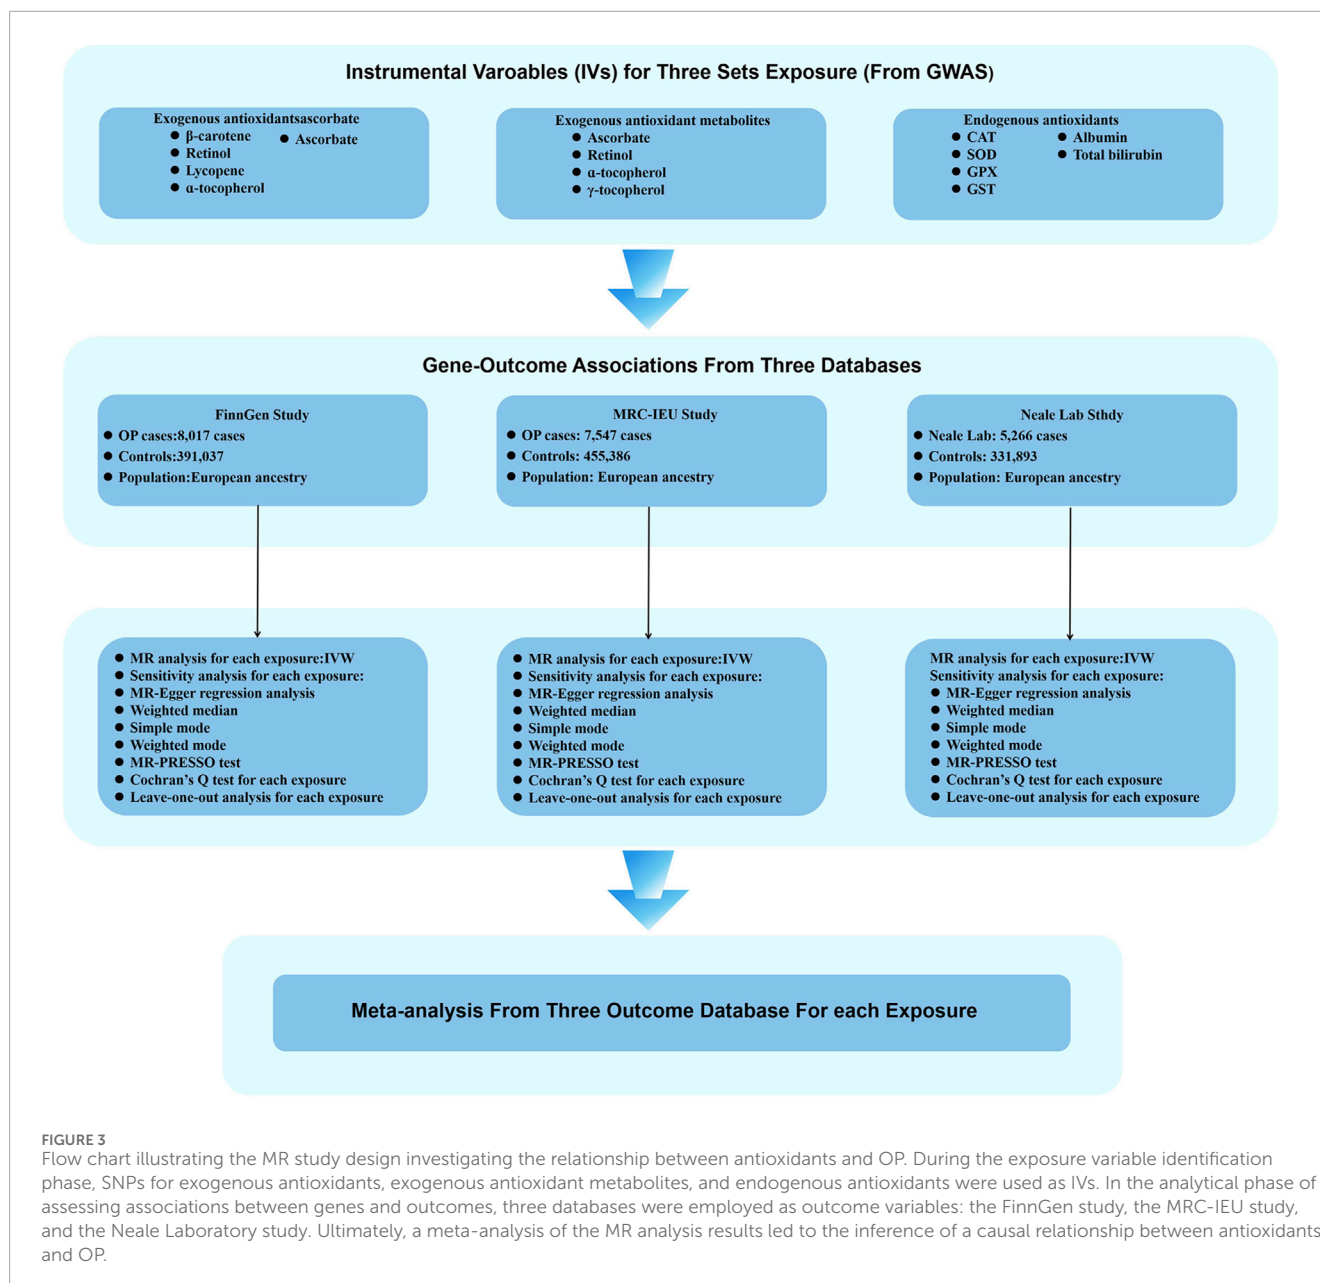 Instrumental Varoables (IVs) for Three Sets Exposure (From GWAS)
Exogenous antioxidantsascorbate
● β-carotene
● Retinol
● Lycopene
● α-tocopherol
● Ascorbate
Exogenous antioxidant metabolites
● Ascorbate
● Retinol
● α-tocopherol
● γ-tocopherol
Endogenous antioxidants
● CAT
● SOD
● GPX
● GST
● Albumin
● Total bilirubin
Gene-Outcome Associations From Three Databases
FinnGen Study
● OP cases:8,017 cases
● Controls:391,037
● Population:European ancestry
MRC-IEU Study
● OP cases: 7,547 cases
● Controls: 455,386
● Population: European ancestry
Neale Lab Sthdy
● Neale Lab: 5,266 cases
● Controls: 331,893
● Population: European ancestry
● MR analysis for each exposure:IVW
● Sensitivity analysis for each exposure:
● MR-Egger regression analysis
● Weighted median
● Simple mode
● Weighted mode
● MR-PRESSO test
● Cochran's Q test for each exposure
● Leave-one-out analysis for each exposure
● MR analysis for each exposure:IVW
● Sensitivity analysis for each exposure:
● MR-Egger regression analysis
● Weighted median
● Simple mode
● Weighted mode
● MR-PRESSO test
● Cochran's Q test for each exposure
● Leave-one-out analysis for each exposure
MR analysis for each exposure:IVW
Sensitivity analysis for each exposure:
● MR-Egger regression analysis
● Weighted median
● Simple mode
● Weighted mode
● MR-PRESSO test
● Cochran's Q test for each exposure
● Leave-one-out analysis for each exposure
Meta-analysis From Three Outcome Database For each Exposure
FIGURE 3
Flow chart illustrating the MR study design investigating the relationship between antioxidants and OP. During the exposure variable identification
phase, SNPs for exogenous antioxidants, exogenous antioxidant metabolites, and endogenous antioxidants were used as IVs. In the analytical phase of
assessing associations between genes and outcomes, three databases were employed as outcome variables: the FinnGen study, the MRC-IEU study,
and the Neale Laboratory study. Ultimately, a meta-analysis of the MR analysis results led to the inference of a causal relationship between antioxidants
and OP.